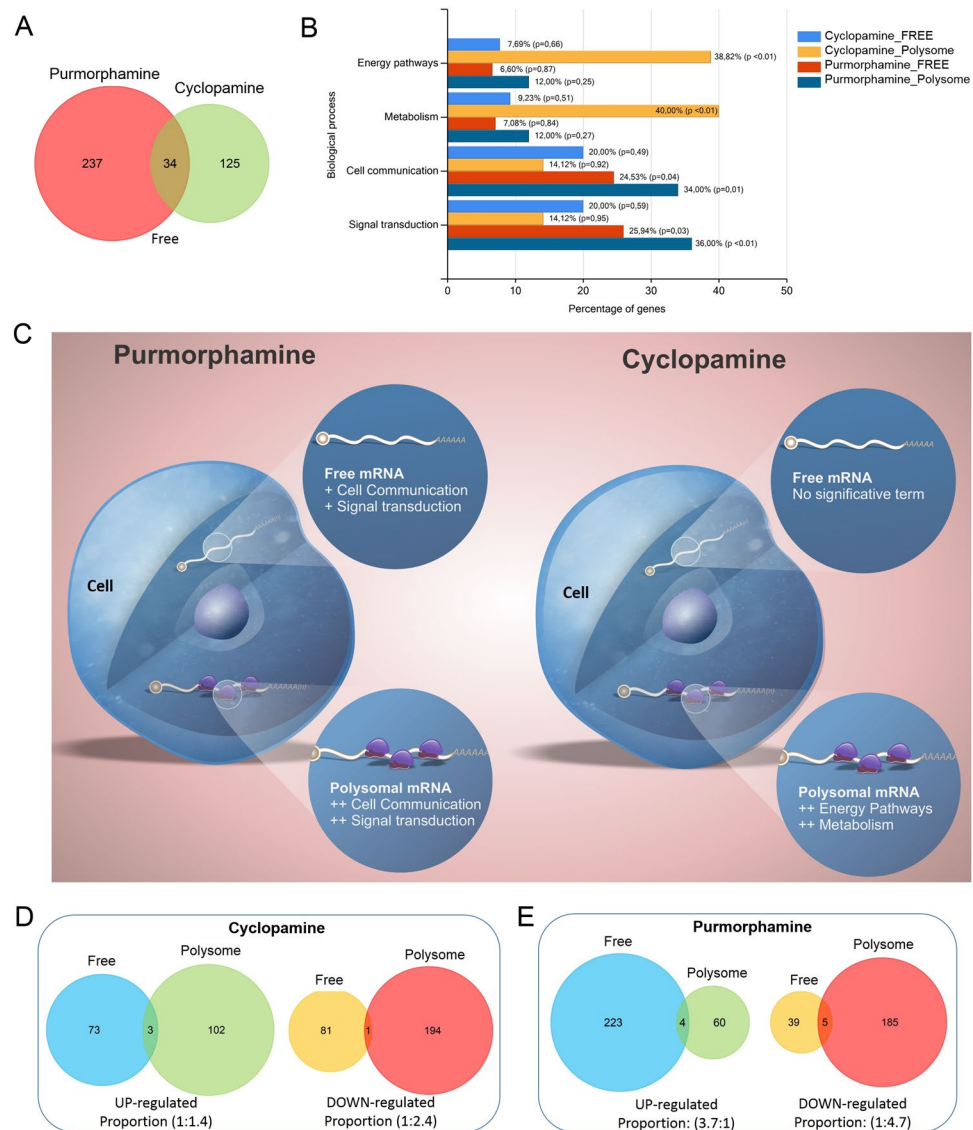 A
Purmorphamine
Cyclopamine
237
34
125
Free
B
Biological process
Energy pathways
Metabolism
Cell communication
Signal transduction
7,69% (p=0,66)
38,82% (p <0.01)
6,60% (p=0,87)
12,00% (p=0,25)
9,23% (p=0,51)
40,00% (p <0.01)
7,08% (p=0,84)
12,00% (p=0,27)
20,00% (p=0,49)
14,12% (p=0,92)
24,53% (p=0,04)
34,00% (p=0,01)
20,00% (p=0,59)
14,12% (p=0,95)
25,94% (p=0,03)
36,00% (p <0.01)
0 10 20 30 40 50
Percentage of genes
Cyclopamine_FREE
Cyclopamine_Polysome
Purmorphamine_FREE
Purmorphamine_Polysome
C
Purmorphamine
AAAAAA
Free mRNA
+ Cell Communication
+ Signal transduction
AAAAAA(n)
Cell
AAAAAA(n)
AAAAAA
Polysomal mRNA
++ Cell Communication
++ Signal transduction
Cyclopamine
AAAAAA
Free mRNA
No significative term
AAAAAA(n)
Cell
AAAAAA(n)
AAAAAA
Polysomal mRNA
++ Energy Pathways
++ Metabolism
D
Cyclopamine
Free
Polysome
73
3
102
UP-regulated
Proportion (1:1.4)
Free
Polysome
81
1
194
DOWN-regulated
Proportion (1:2.4)
E
Purmorphamine
Free
Polysome
223
4
60
UP-regulated
Proportion: (3.7:1)
Free
Polysome
39
5
185
DOWN-regulated
Proportion: (1:4.7)